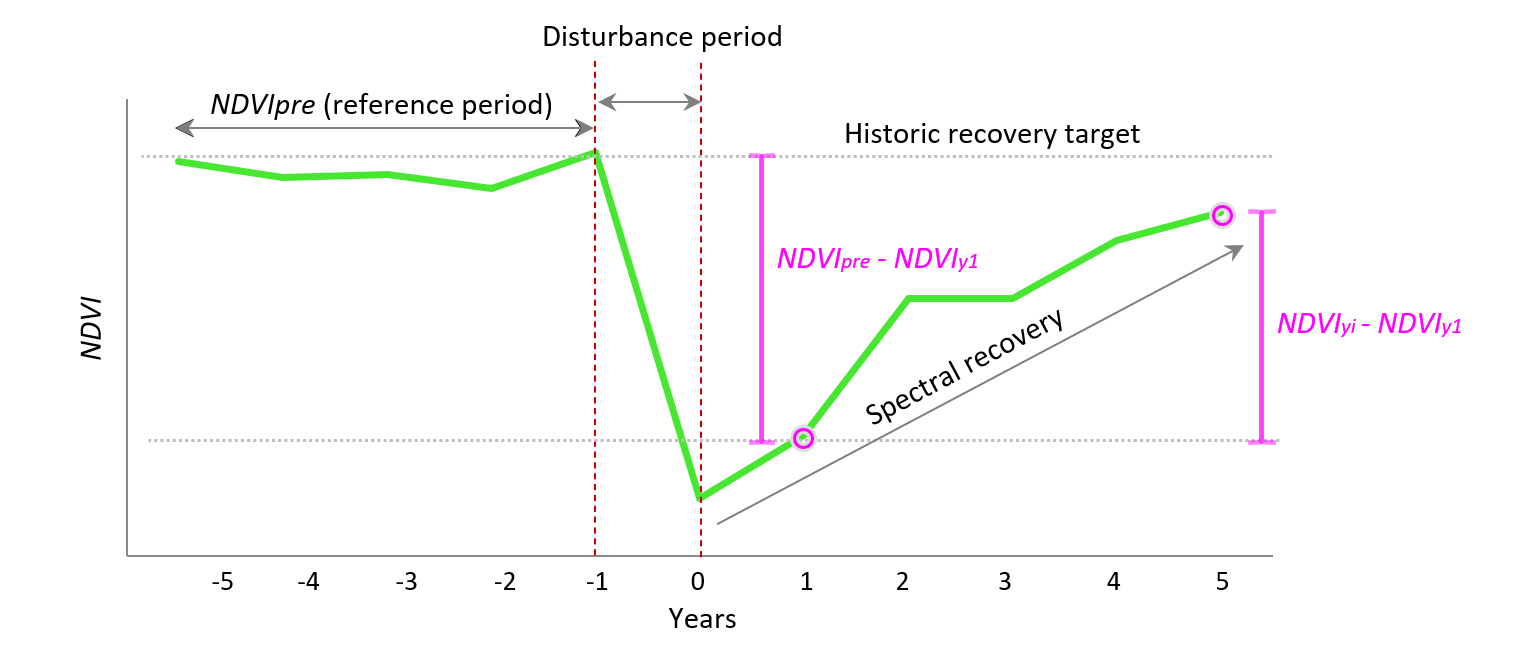 Disturbance period
NDVIpre (reference period)
Historic recovery target
NDVIpre - NDVIy1
NDVIyi - NDVIy1
Spectral recovery
NDVI
-5 -4 -3 -2 -1 0 1 2 3 4 5
Years